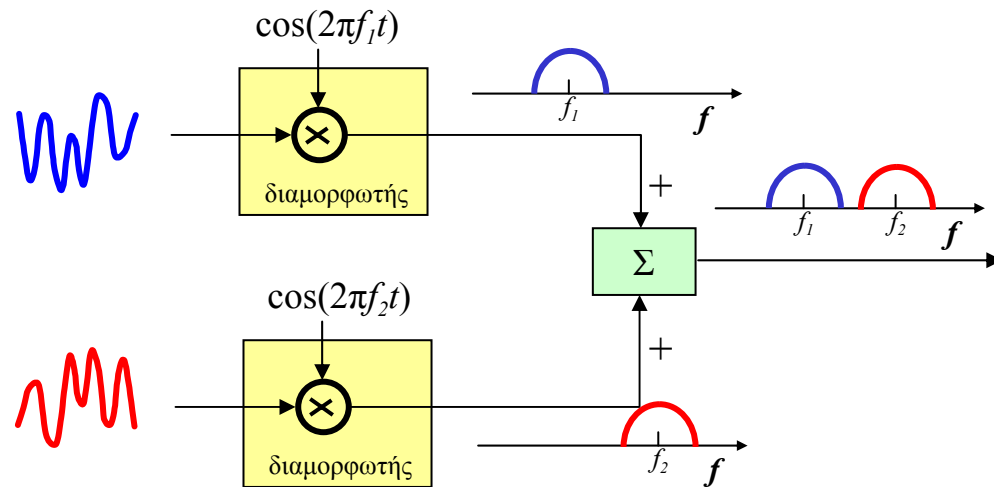 cos(2πf₁t)
f₁
f
διαμορφωτής
+
f₁
f₂
f
Σ
cos(2πf₂t)
+
διαμορφωτής
f₂
f